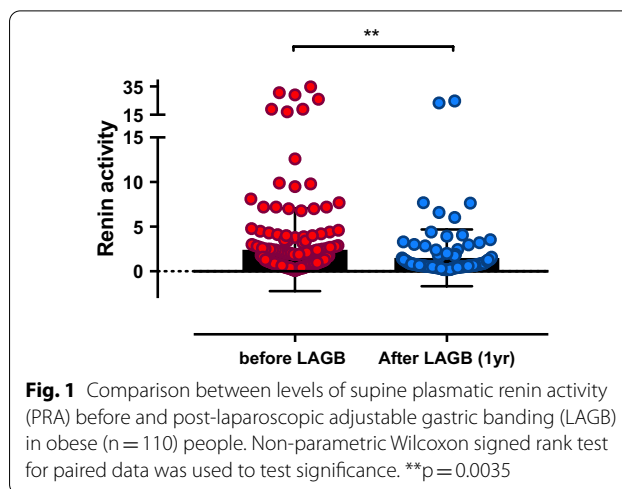 **
35
15
15
10
5
0
Renin activity
before LAGB After LAGB (1yr)
Fig. 1 Comparison between levels of supine plasmatic renin activity
(PRA) before and post-laparoscopic adjustable gastric banding (LAGB)
in obese (n = 110) people. Non-parametric Wilcoxon signed rank test
for paired data was used to test significance. **p = 0.0035